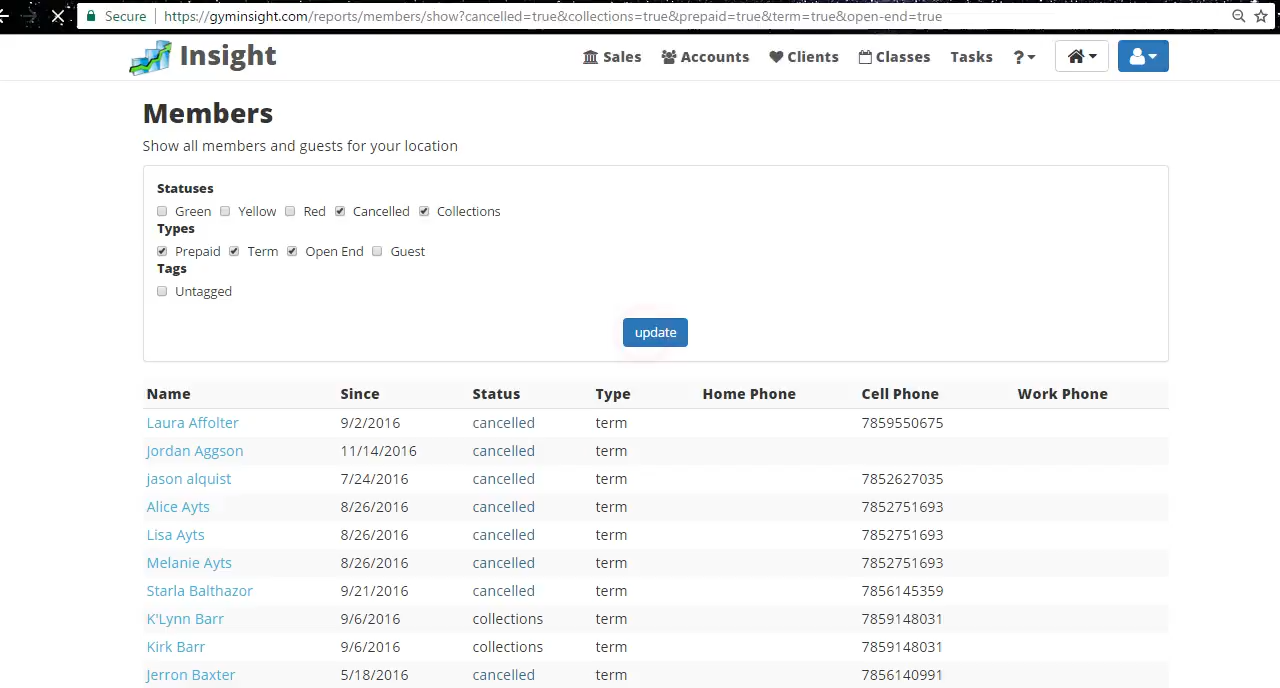 Secure https://gyminsight.com/reports/members/show?cancelled=true&collections=true&prepaid=true&term=true&open-end=true
Insight Sales Accounts Clients Classes Tasks ?
Members
Show all members and guests for your location
Statuses
Green Yellow Red Cancelled Collections
Types
Prepaid Term Open End Guest
Tags
Untagged
update
Name Since Status Type Home Phone Cell Phone Work Phone
Laura Affolter 9/2/2016 cancelled term 7859550675
Jordan Aggson 11/14/2016 cancelled term
jason alquist 7/24/2016 cancelled term 7852627035
Alice Ayts 8/26/2016 cancelled term 7852751693
Lisa Ayts 8/26/2016 cancelled term 7852751693
Melanie Ayts 8/26/2016 cancelled term 7852751693
Starla Balthazor 9/21/2016 cancelled term 7856145359
K'Lynn Barr 9/6/2016 collections term 7859148031
Kirk Barr 9/6/2016 collections term 7859148031
Jerron Baxter 5/18/2016 cancelled term 7856140991